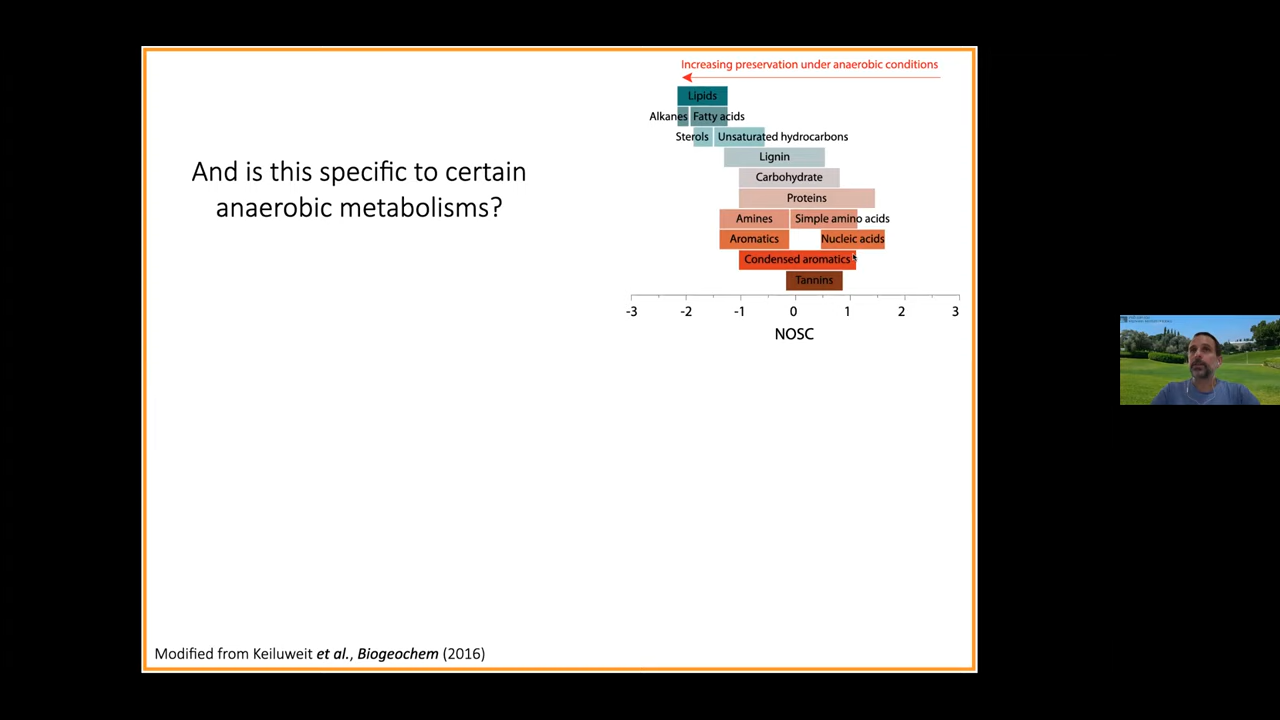 Increasing preservation under anaerobic conditions
Lipids
Alkanes Fatty acids
Sterols Unsaturated hydrocarbons
And is this specific to certain
anaerobic metabolisms?
Lignin
Carbohydrate
Proteins
Amines Simple amino acids
Aromatics Nucleic acids
Condensed aromatics
Tannins
-3 -2 -1 0 1 2 3
NOSC
Modified from Keiluweit et al., Biogeochem (2016)